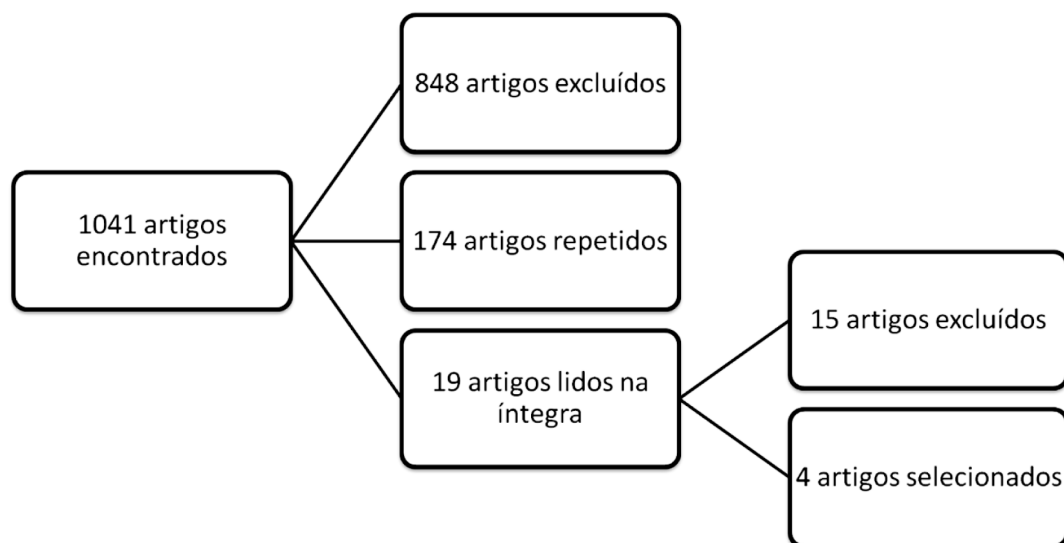 848 artigos excluídos
1041 artigos
encontrados
174 artigos repetidos
19 artigos lidos na
íntegra
15 artigos excluídos
4 artigos selecionados